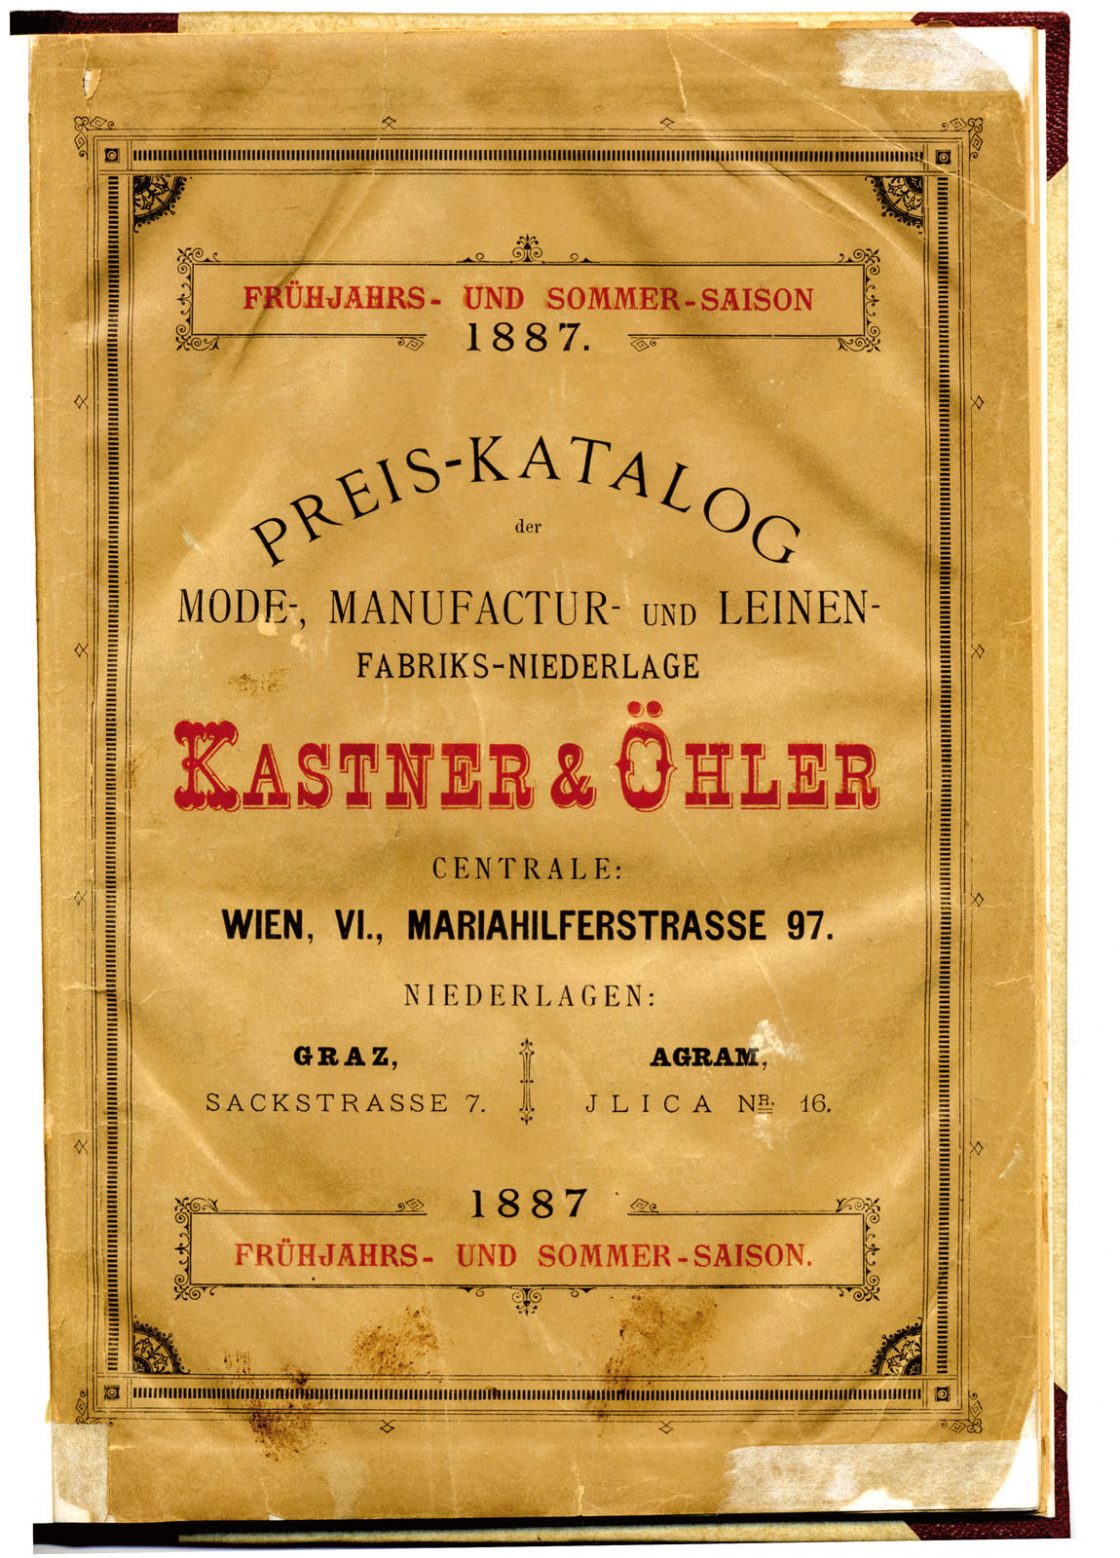 FRÜHJAHRS- UND SOMMER-SAISON
1887.
PREIS-KATALOG
der
MODE-, MANUFACTUR- UND LEINEN-
FABRIKS-NIEDERLAGE
KASTNER & ÖHLER
CENTRALE:
WIEN, VI., MARIAHILFERSTRASSE 97.
NIEDERLAGEN:
GRAZ,
SACKSTRASSE 7.
AGRAM,
JLICA NR. 16.
1887
FRÜHJAHRS- UND SOMMER-SAISON.